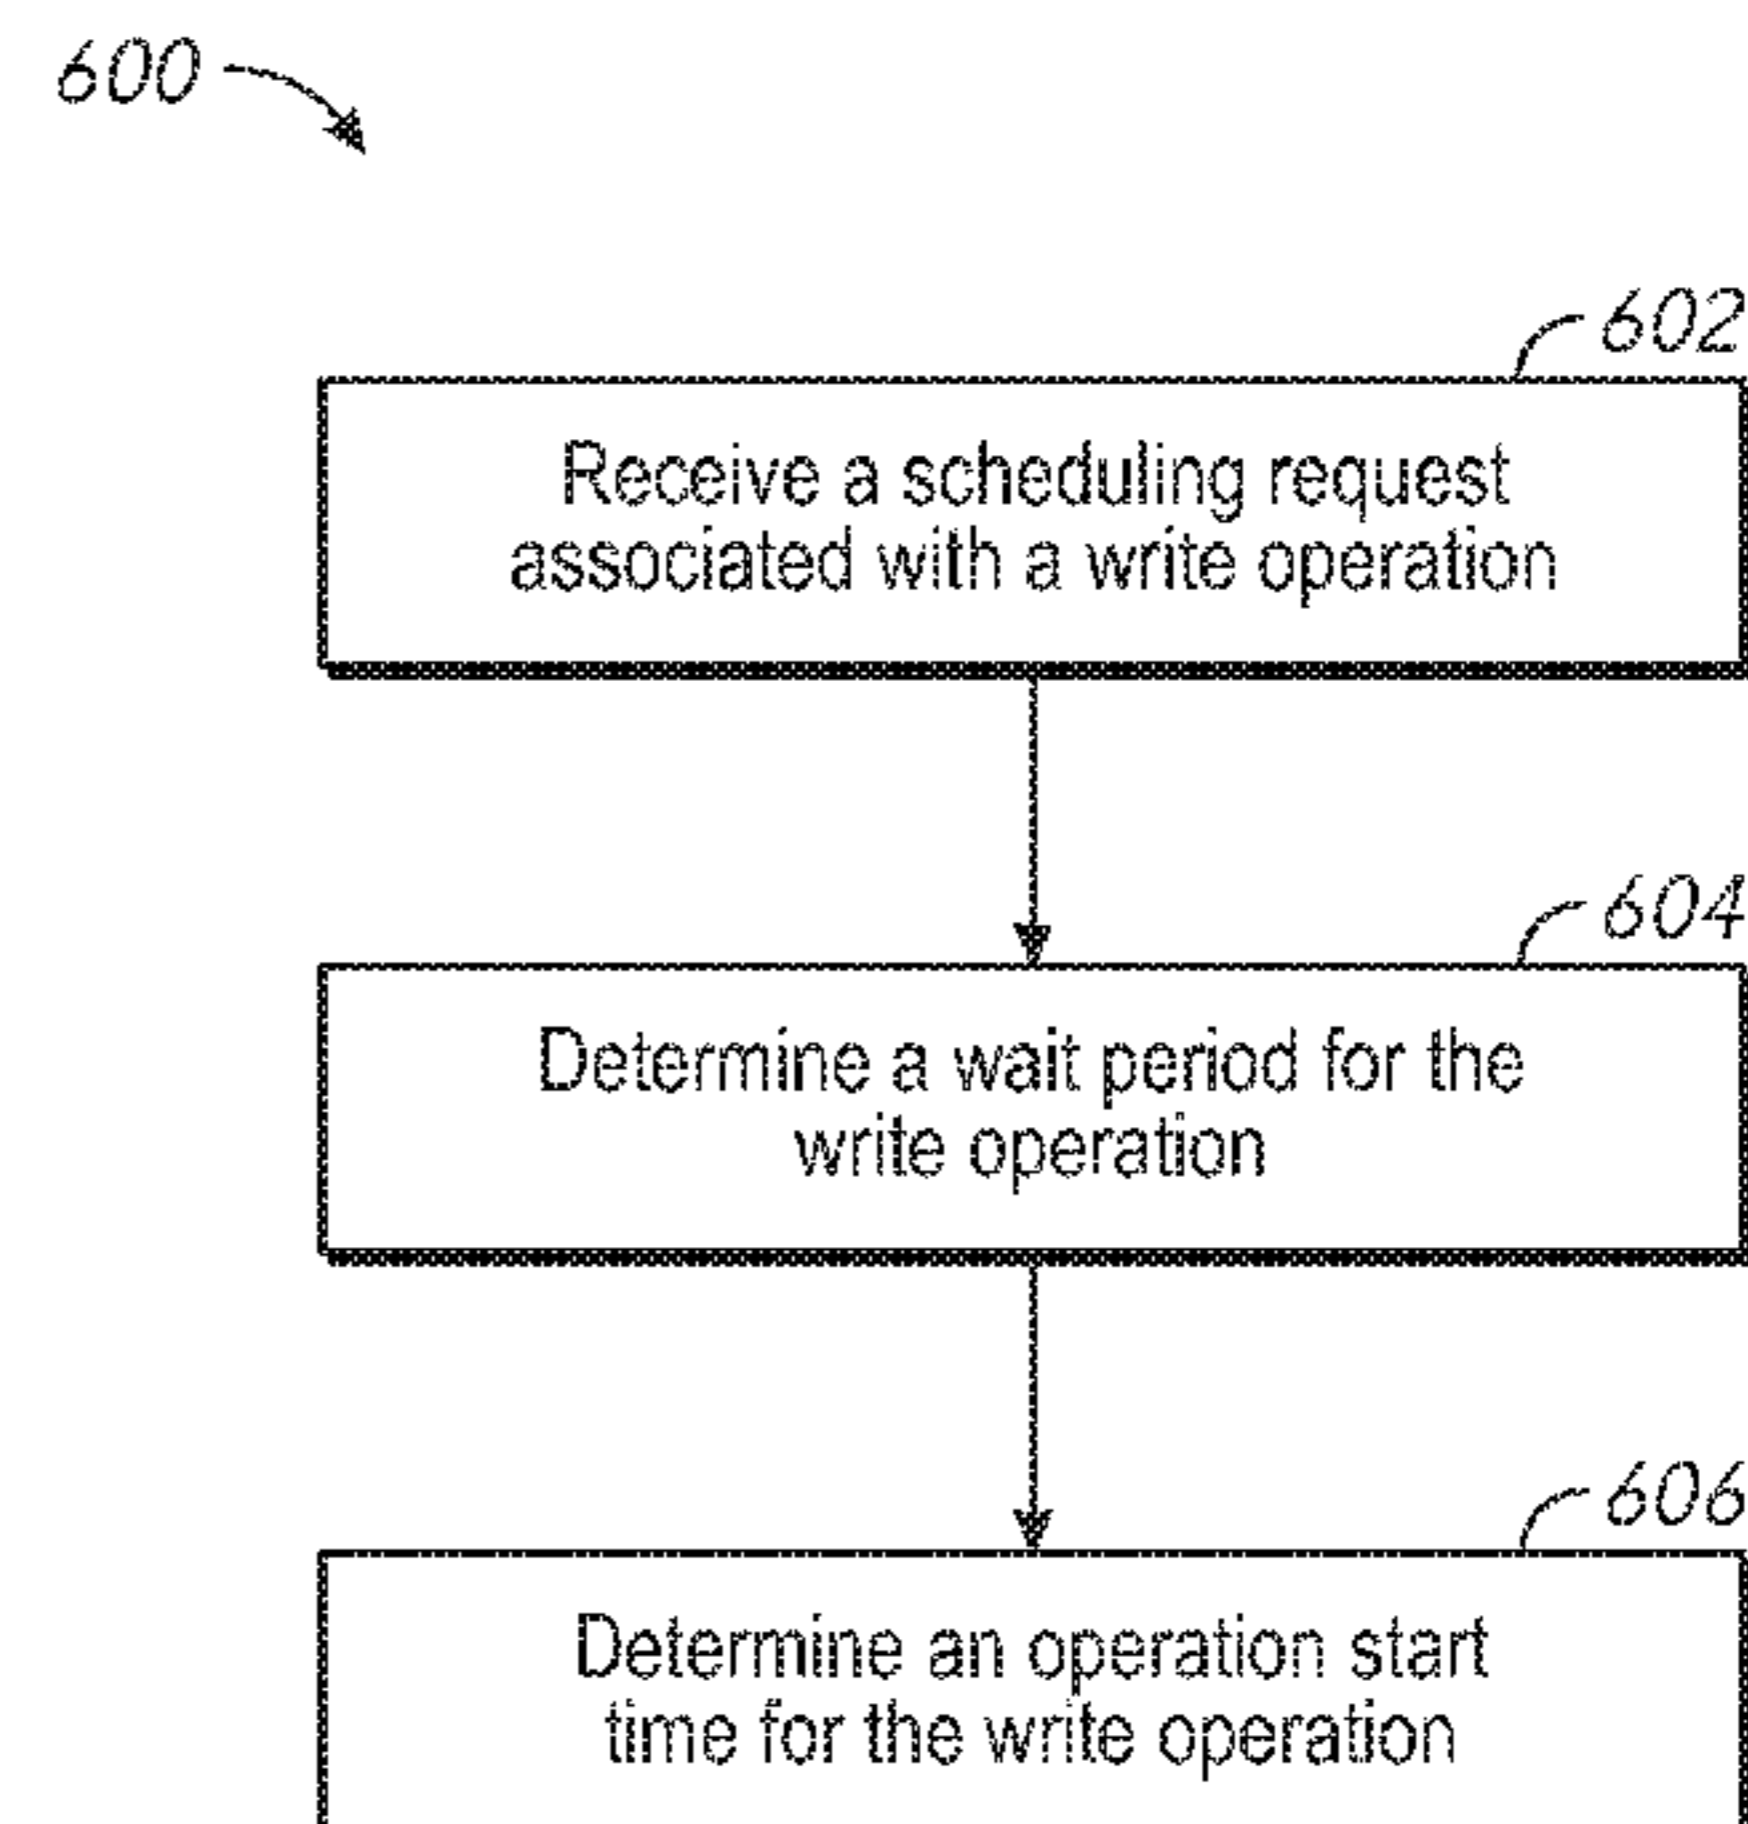 600
602
Receive a scheduling request
associated with a write operation
604
Determine a wait period for the
write operation
606
Determine an operation start
time for the write operation